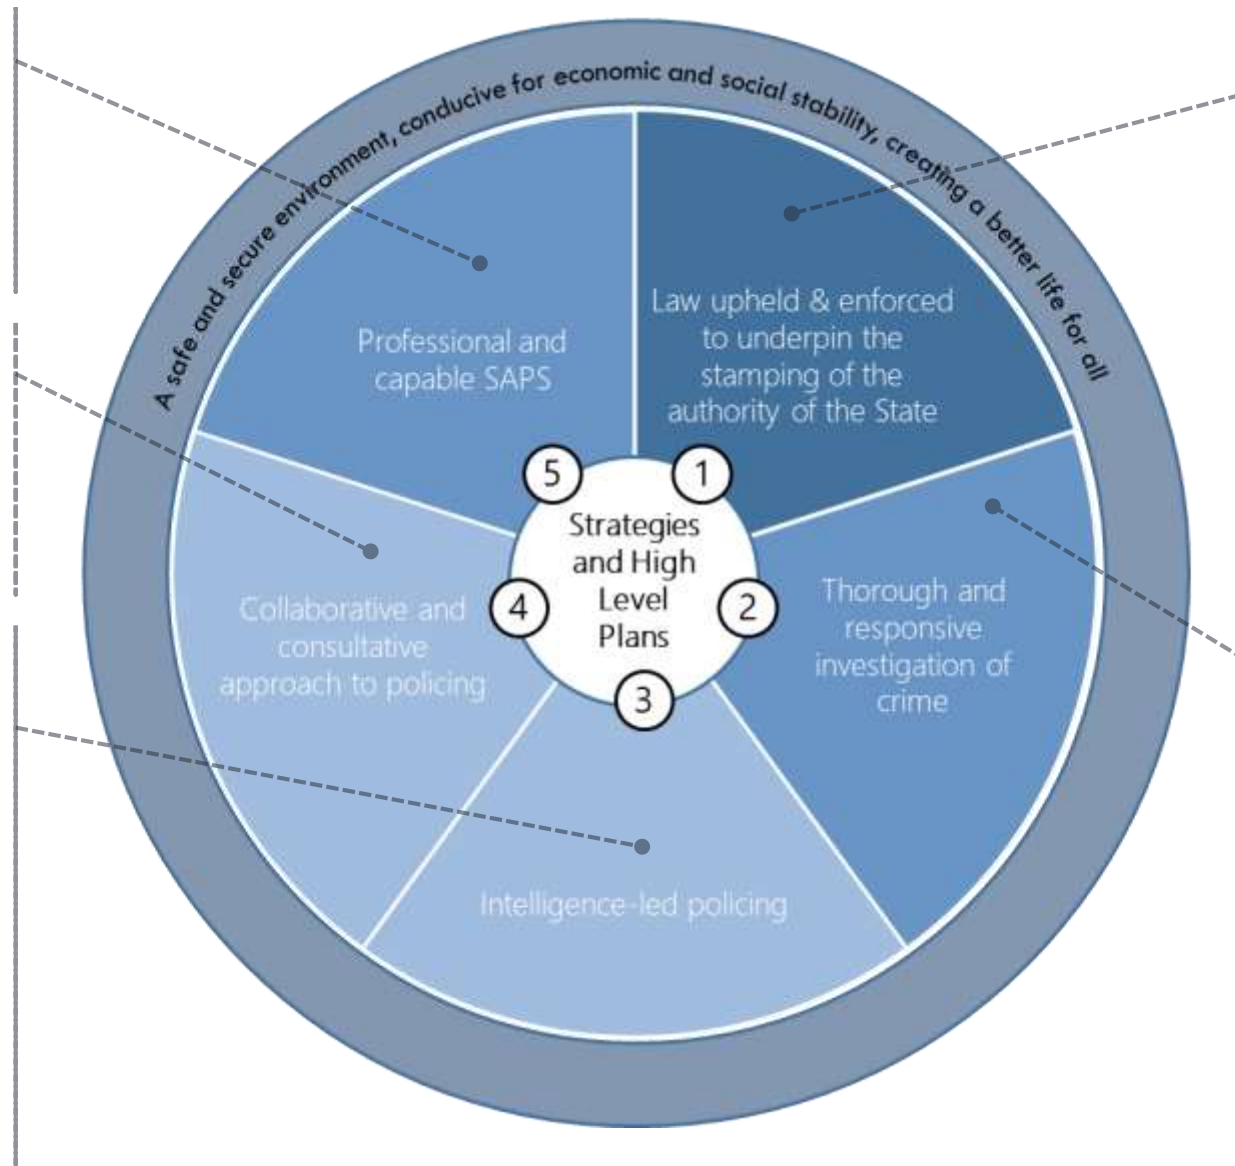 A safe and secure environment, conducive for economic and social stability, creating a better life for all
Law upheld & enforced
to underpin the
stamping of the
authority of the State
Professional and
capable SAPS
5
1
Strategies
and High
Level
Plans
4
2
3
Thorough and
responsive
investigation of
crime
Collaborative and
consultative
approach to policing
Intelligence-led policing